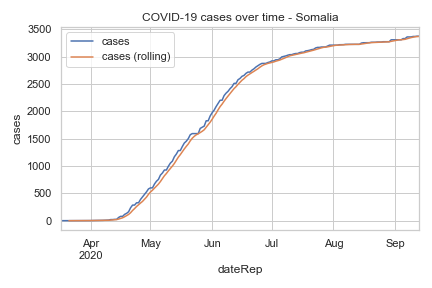 COVID-19 cases over time - Somalia
cases
cases (rolling)
3500
3000
2500
2000
1500
1000
500
0
cases
Apr
2020
May
Jun
Jul
Aug
Sep
dateRep